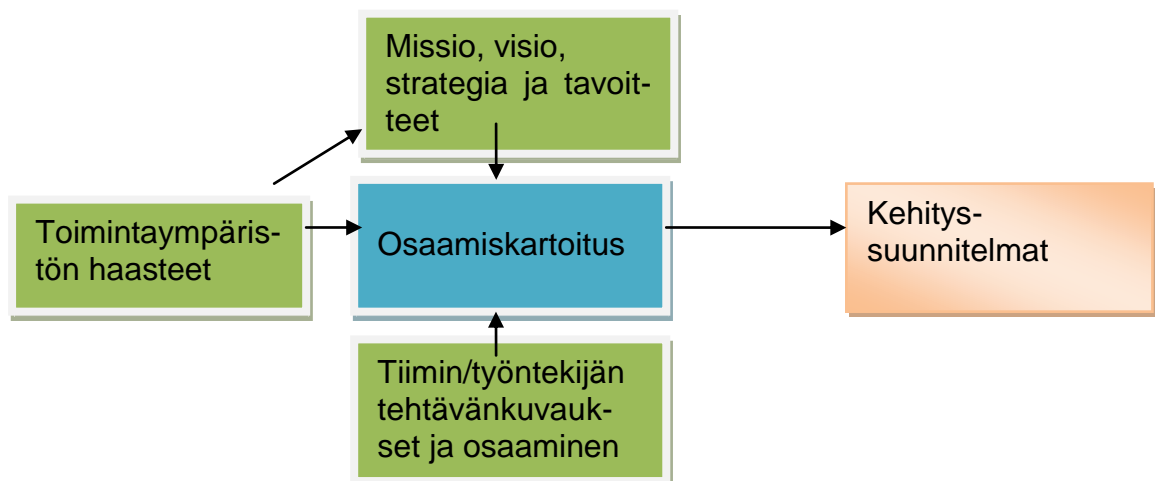 Missio, visio,
strategia ja tavoit-
teet
Toimintaympäris-
tön haasteet
Osaamiskartoitus
Kehitys-
suunnitelmat
Tiimin/työntekijän
tehtävänkuvauk-
set ja osaaminen